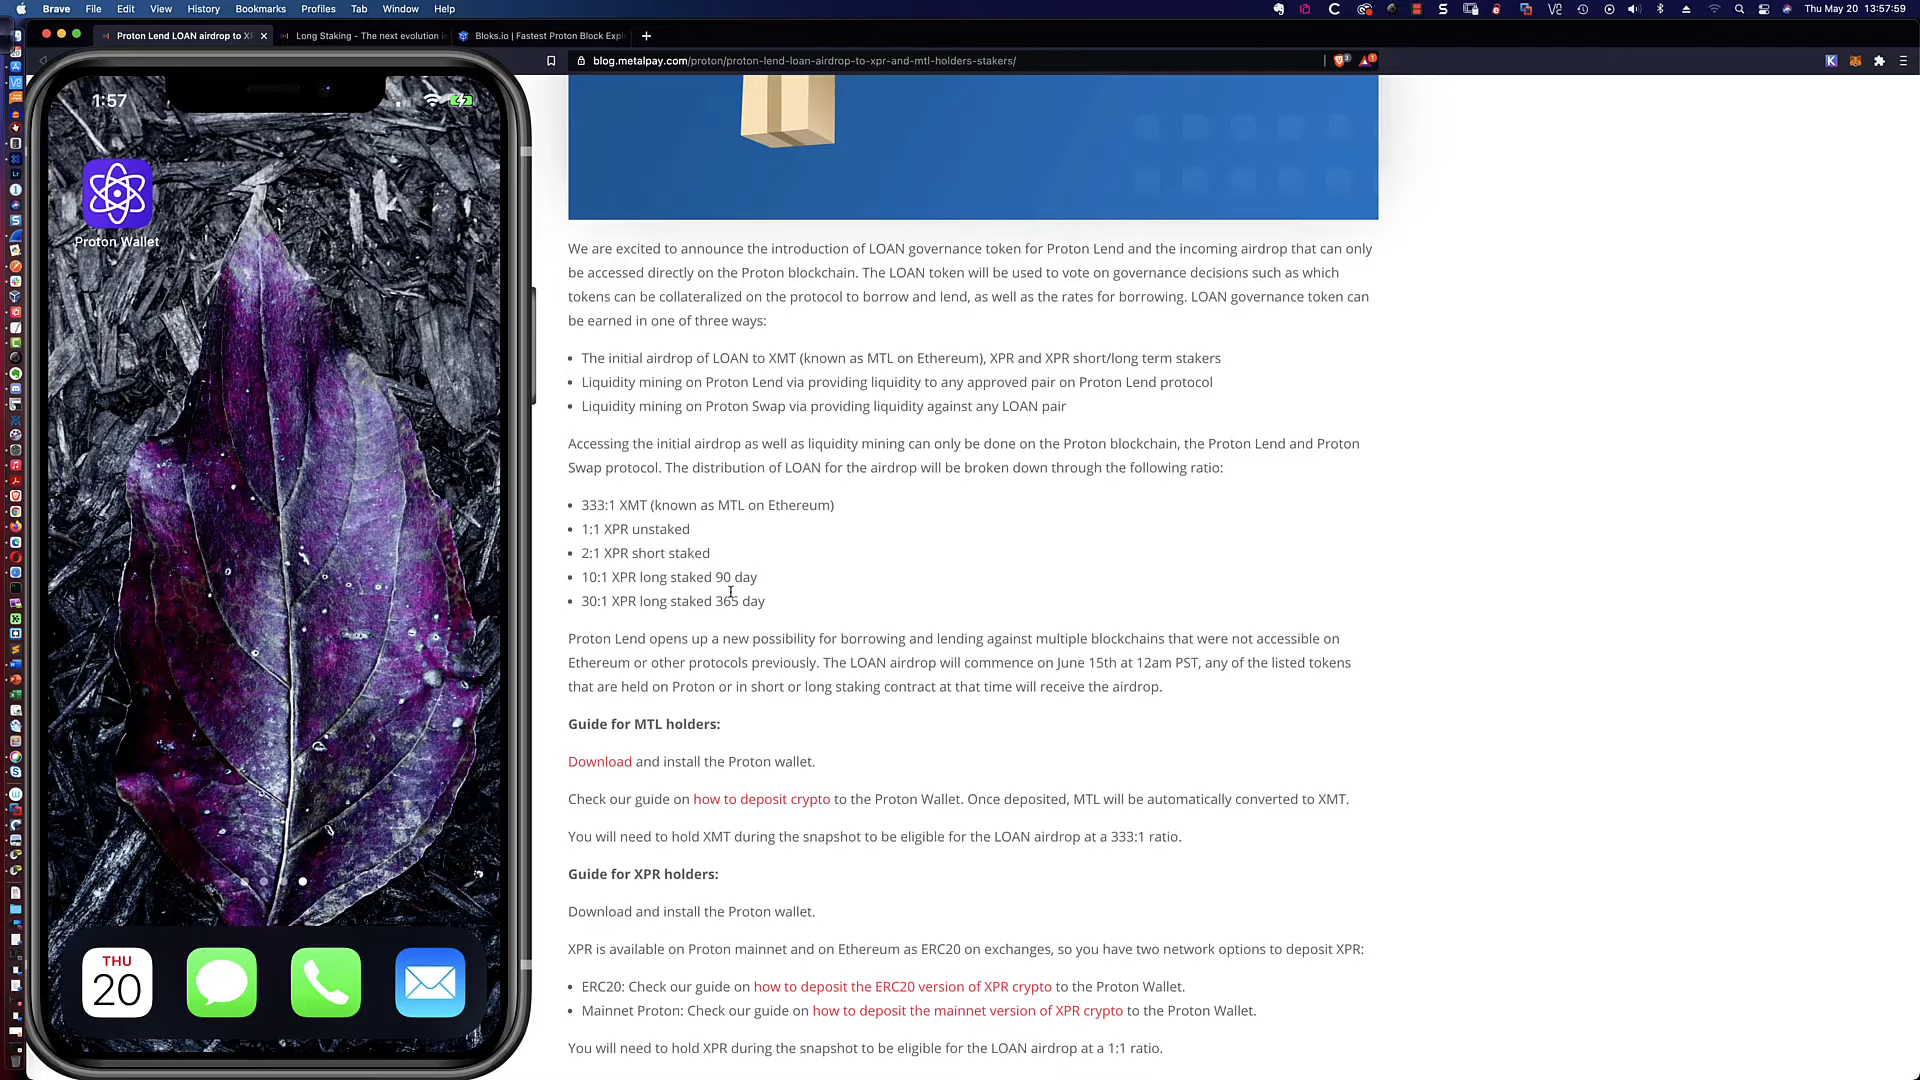 Brave File Edit View History Bookmarks Profiles Tab Window Help
Thu May 20 13:57:59
Proton Lend LOAN airdrop to X
Long Staking - The next evolution i
Bloks.io | Fastest Proton Block Expl
blog.metalpay.com/proton/proton-lend-loan-airdrop-to-xpr-and-mtl-holders-stakers/
1:57
Proton Wallet
THU
20
We are excited to announce the introduction of LOAN governance token for Proton Lend and the incoming airdrop that can only
be accessed directly on the Proton blockchain. The LOAN token will be used to vote on governance decisions such as which
tokens can be collateralized on the protocol to borrow and lend, as well as the rates for borrowing. LOAN governance token can
be earned in one of three ways:
• The initial airdrop of LOAN to XMT (known as MTL on Ethereum), XPR and XPR short/long term stakers
• Liquidity mining on Proton Lend via providing liquidity to any approved pair on Proton Lend protocol
• Liquidity mining on Proton Swap via providing liquidity against any LOAN pair
Accessing the initial airdrop as well as liquidity mining can only be done on the Proton blockchain, the Proton Lend and Proton
Swap protocol. The distribution of LOAN for the airdrop will be broken down through the following ratio:
• 333:1 XMT (known as MTL on Ethereum)
• 1:1 XPR unstaked
• 2:1 XPR short staked
• 10:1 XPR long staked 90 day
• 30:1 XPR long staked 365 day
Proton Lend opens up a new possibility for borrowing and lending against multiple blockchains that were not accessible on
Ethereum or other protocols previously. The LOAN airdrop will commence on June 15th at 12am PST, any of the listed tokens
that are held on Proton or in short or long staking contract at that time will receive the airdrop.
Guide for MTL holders:
Download and install the Proton wallet.
Check our guide on how to deposit crypto to the Proton Wallet. Once deposited, MTL will be automatically converted to XMT.
You will need to hold XMT during the snapshot to be eligible for the LOAN airdrop at a 333:1 ratio.
Guide for XPR holders:
Download and install the Proton wallet.
XPR is available on Proton mainnet and on Ethereum as ERC20 on exchanges, so you have two network options to deposit XPR:
• ERC20: Check our guide on how to deposit the ERC20 version of XPR crypto to the Proton Wallet.
• Mainnet Proton: Check our guide on how to deposit the mainnet version of XPR crypto to the Proton Wallet.
You will need to hold XPR during the snapshot to be eligible for the LOAN airdrop at a 1:1 ratio.